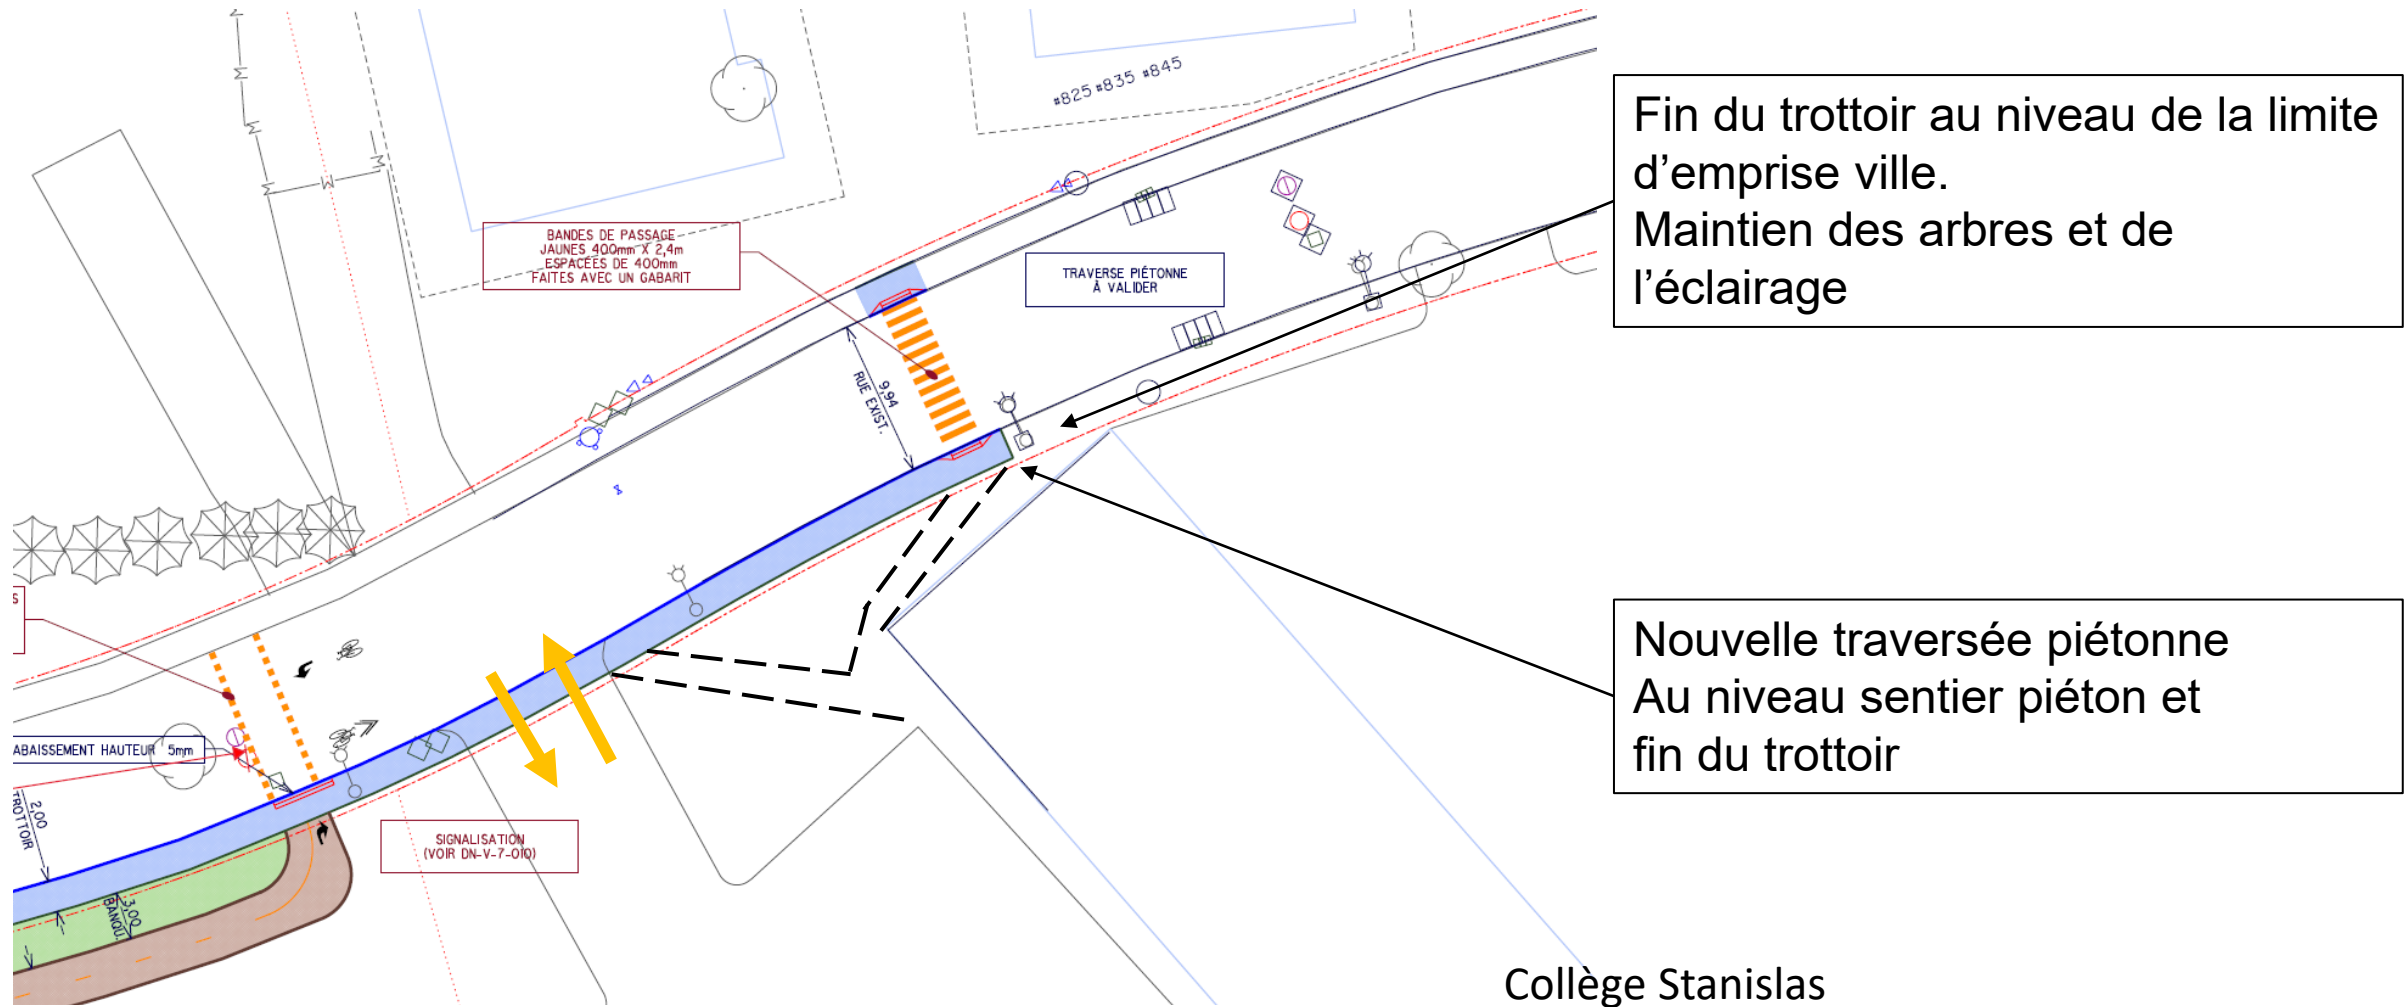 #825 #835 #845
Fin du trottoir au niveau de la limite
d’emprise ville.
Maintien des arbres et de
l’éclairage
BANDES DE PASSAGE
JAUNES 400mm X 2,4m
ESPACÉES DE 400mm
FAITES AVEC UN GABARIT
TRAVERSE PIÉTONNE
À VALIDER
9,94
RUE EXIST.
S
Nouvelle traversée piétonne
Au niveau sentier piéton et
fin du trottoir
ABAISSEMENT HAUTEUR 5mm
2,00
TROTTOIR
SIGNALISATION
(VOIR DN-V-7-010)
3,00
BANQU.
Collège Stanislas